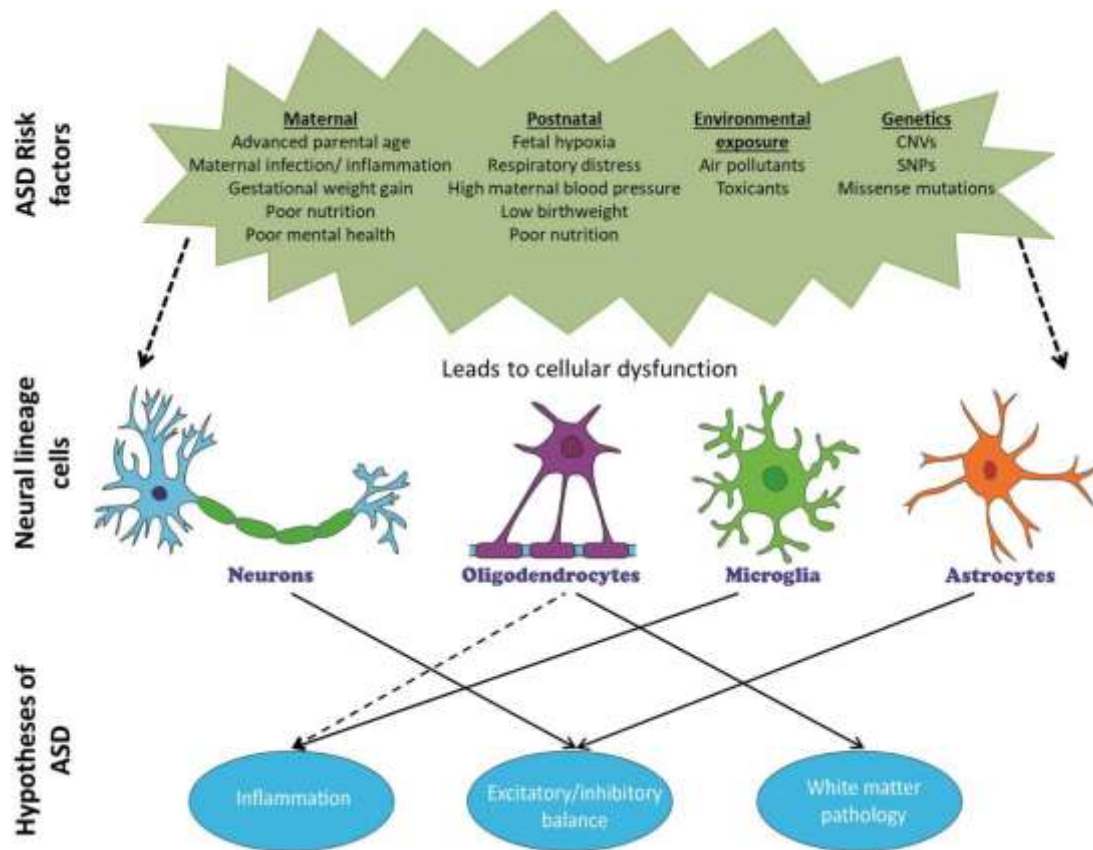 ASD Risk
factors
Maternal
Advanced parental age
Maternal infection/ inflammation
Gestational weight gain
Poor nutrition
Poor mental health
Postnatal
Fetal hypoxia
Respiratory distress
High maternal blood pressure
Low birthweight
Poor nutrition
Environmental
exposure
Air pollutants
Toxicants
Genetics
CNVs
SNPs
Missense mutations
Leads to cellular dysfunction
Neural lineage
cells
Neurons
Oligodendrocytes
Microglia
Astrocytes
Hypotheses of
ASD
Inflammation
Excitatory/inhibitory
balance
White matter
pathology